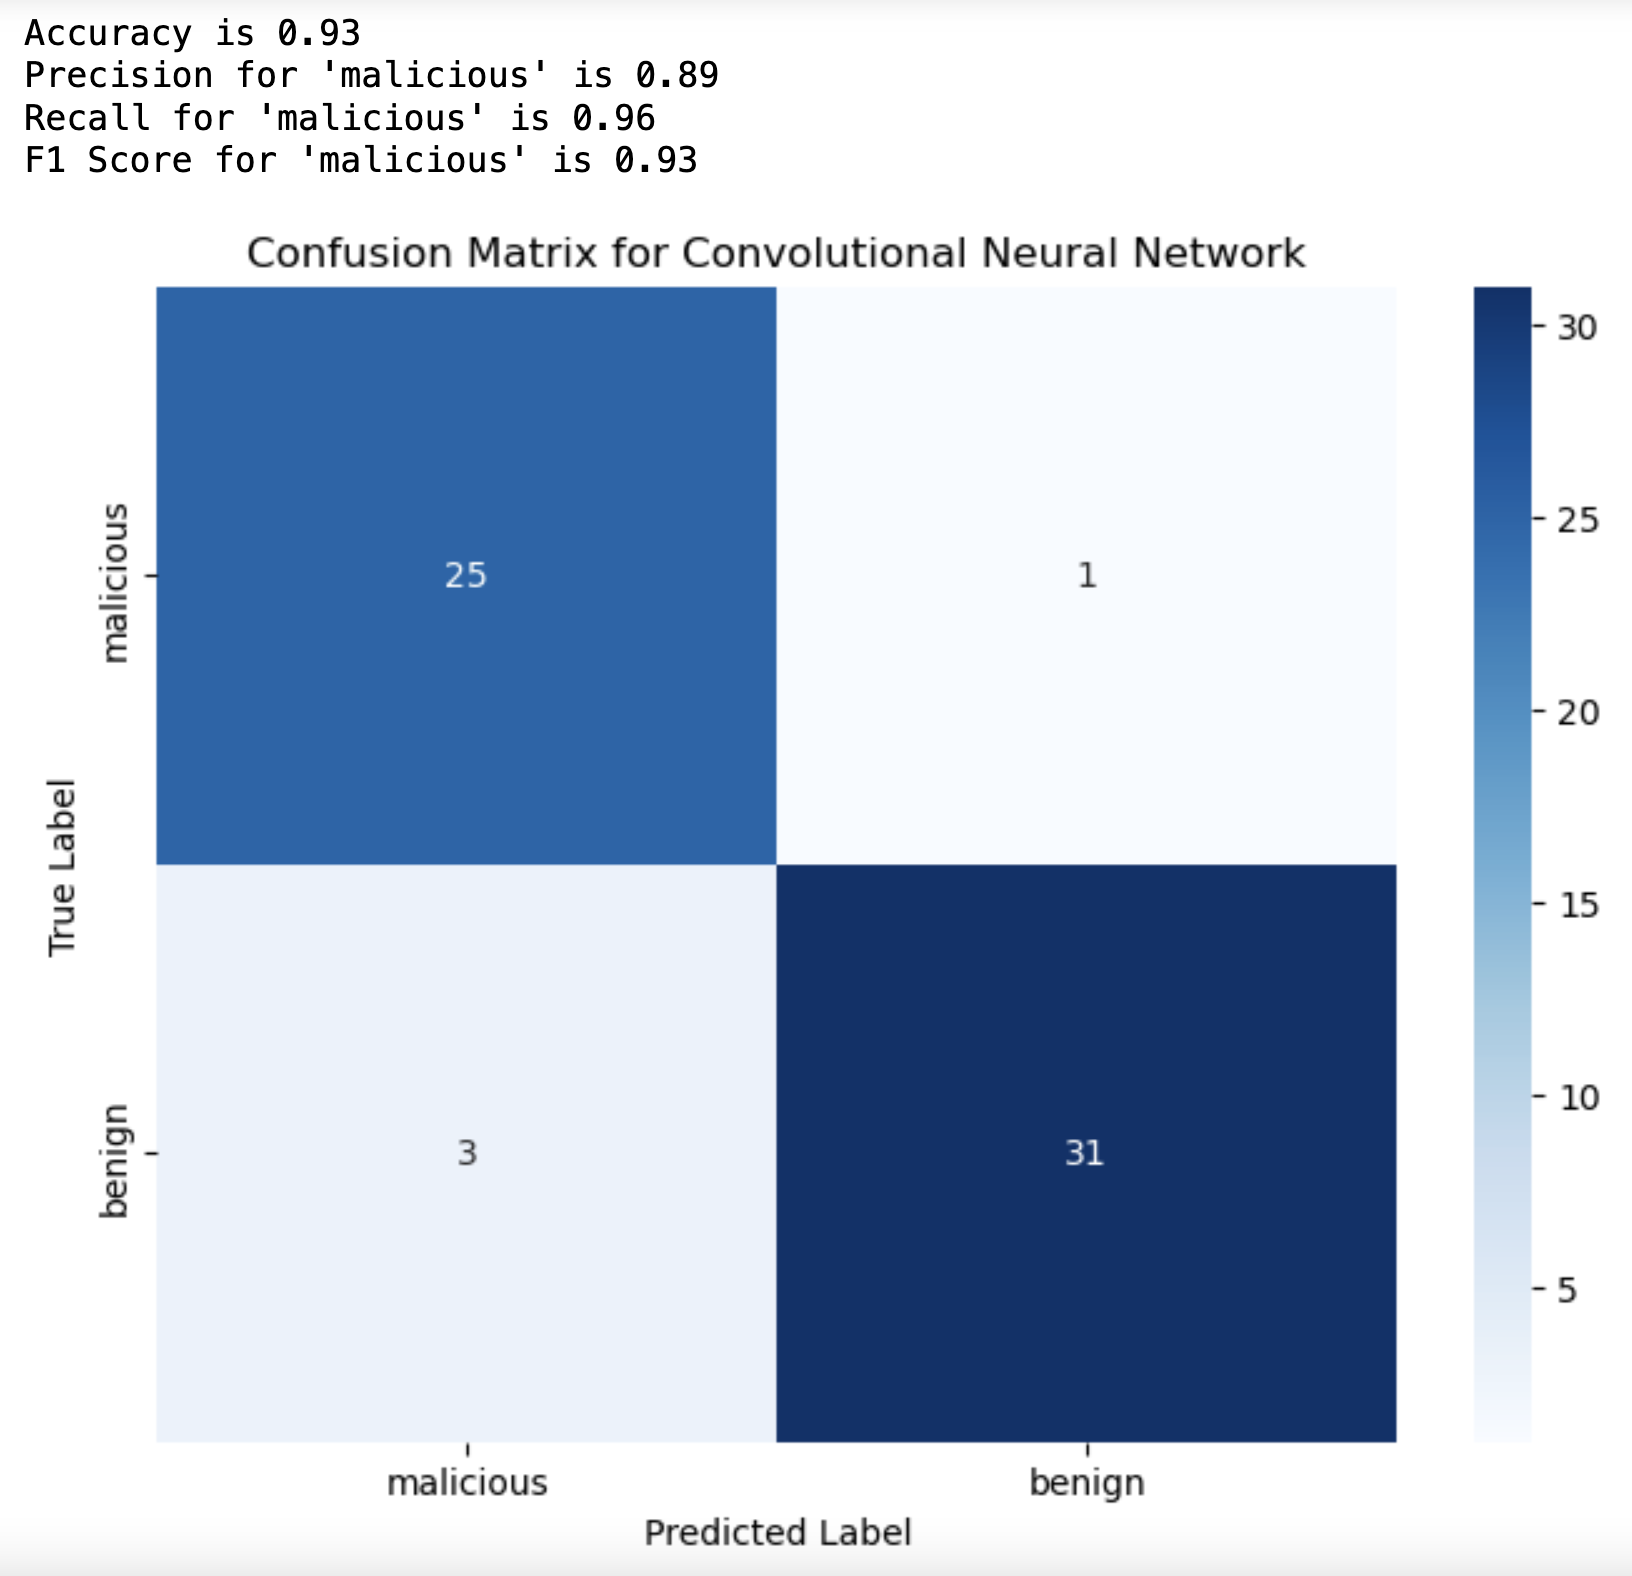 Accuracy is 0.93
Precision for 'malicious' is 0.89
Recall for 'malicious' is 0.96
F1 Score for 'malicious' is 0.93
Confusion Matrix for Convolutional Neural Network
True Label
malicious
benign
25
1
3
31
malicious
benign
Predicted Label
30
25
20
15
10
5